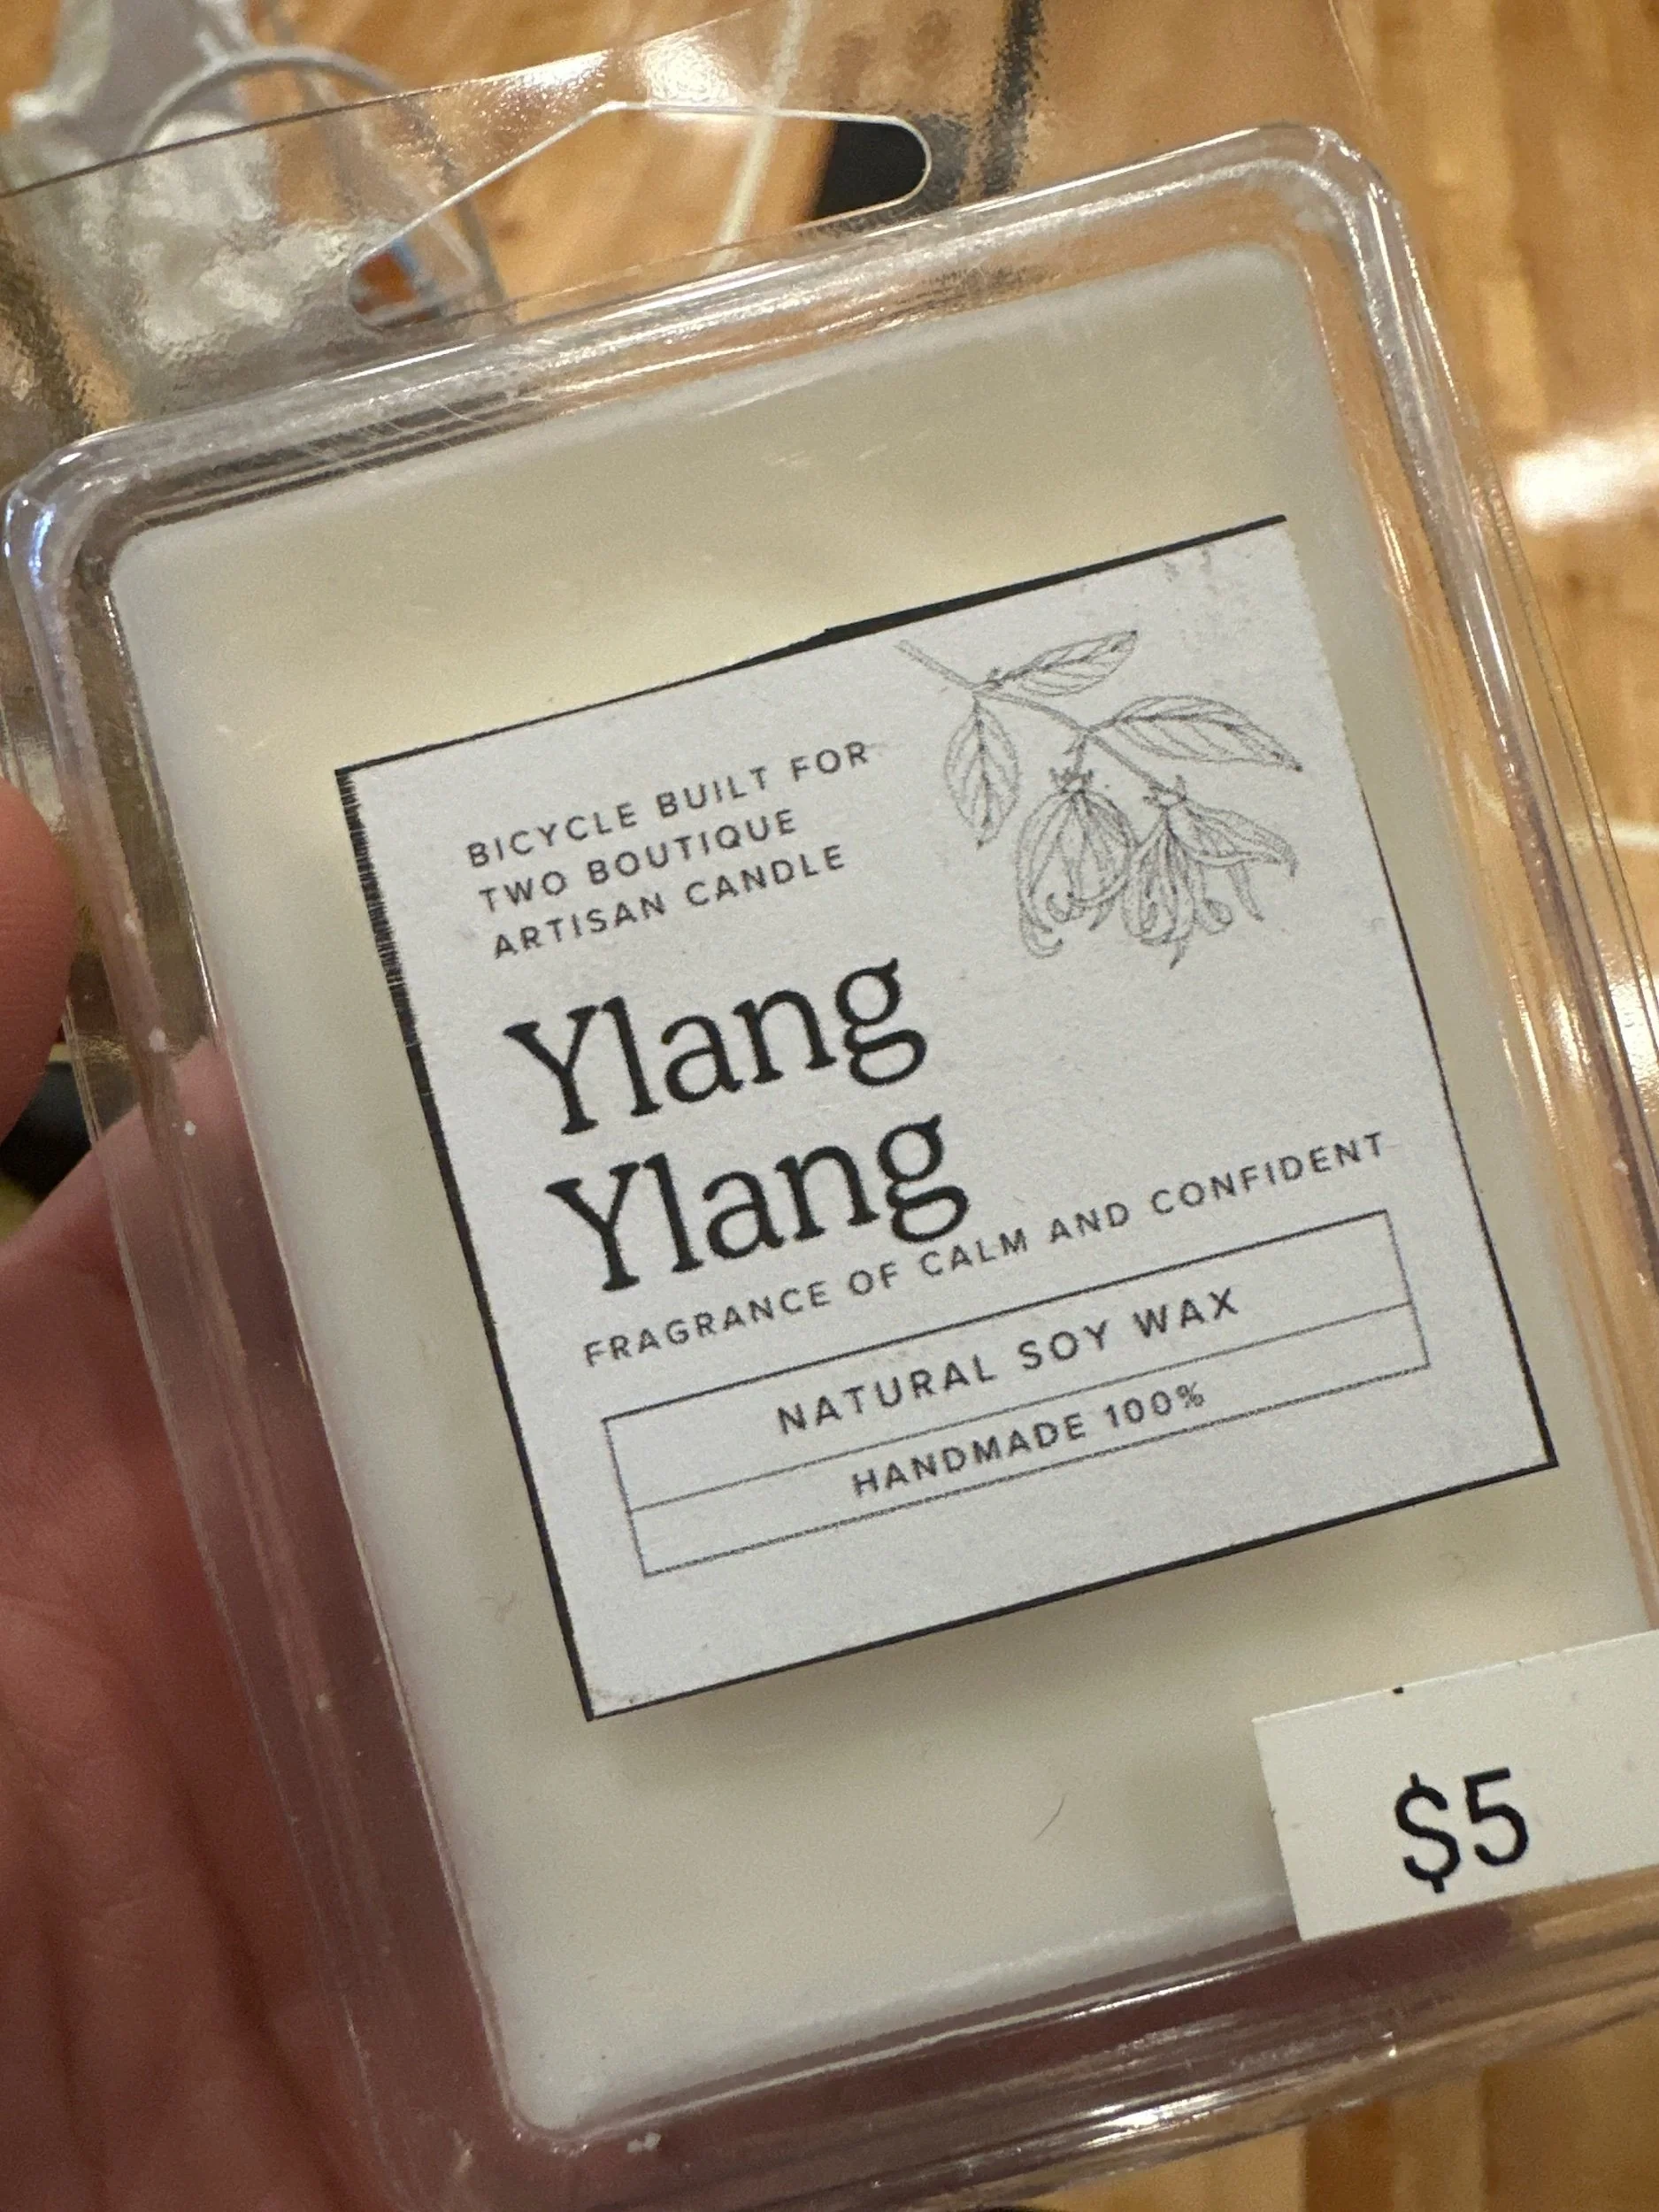 BICYCLE BUILT FOR
TWO BOUTIQUE
ARTISAN CANDLE
Ylang
Ylang
FRAGRANCE OF CALM AND CONFIDENT
NATURAL SOY WAX
HANDMADE 100%
$5